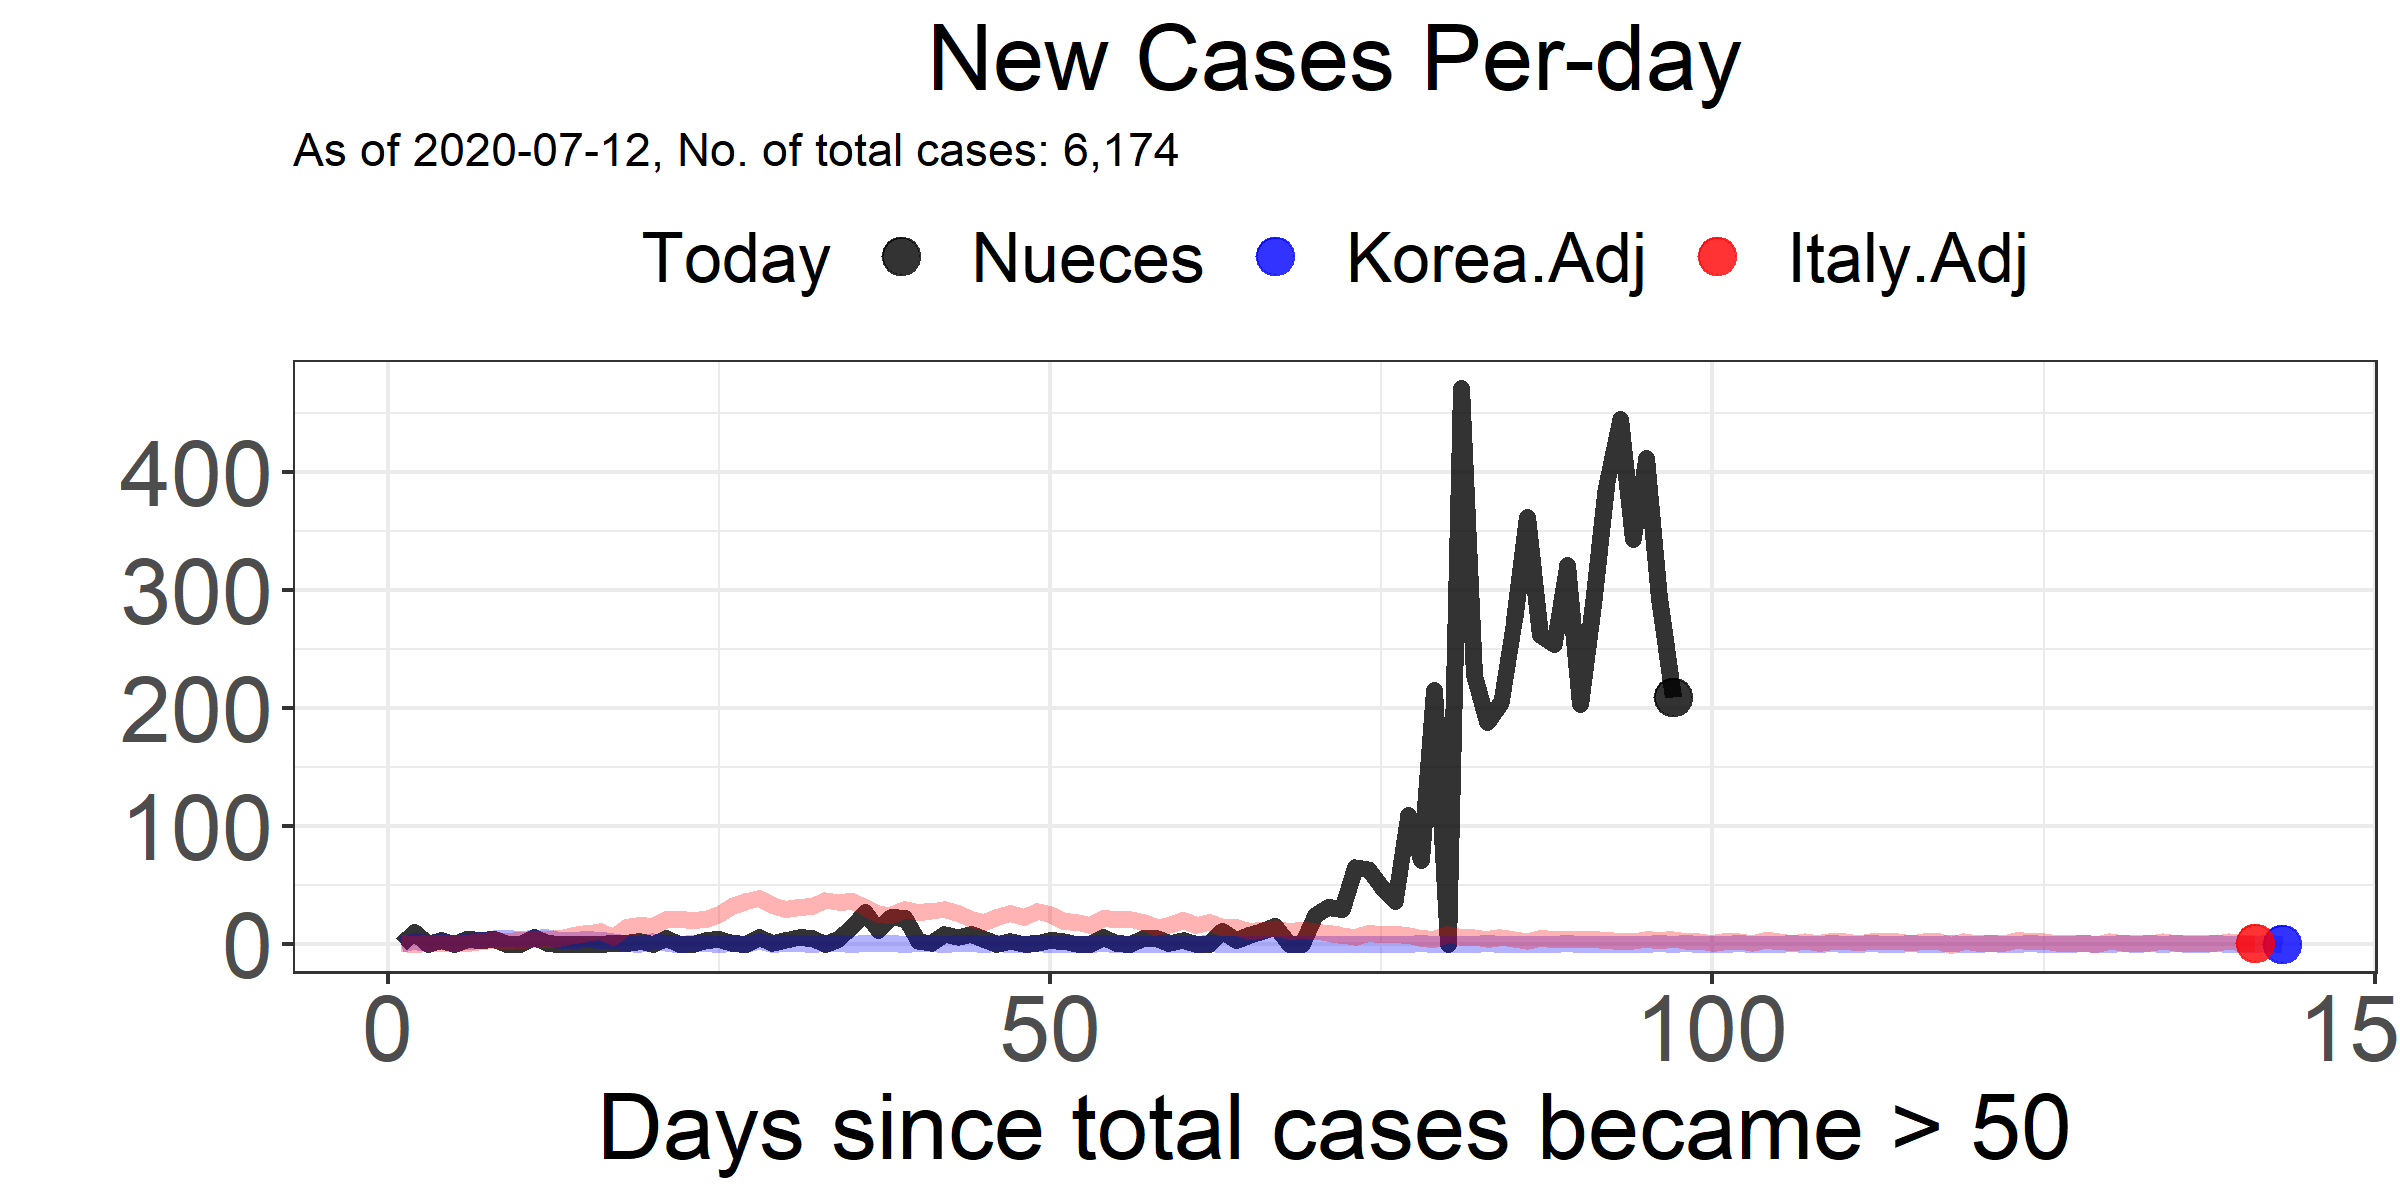 New Cases Per-day
As of 2020-07-12, No. of total cases: 6,174
Today Nueces Korea.Adj Italy.Adj
400
300
200
100
0
0 50 100 15
Days since total cases became > 50